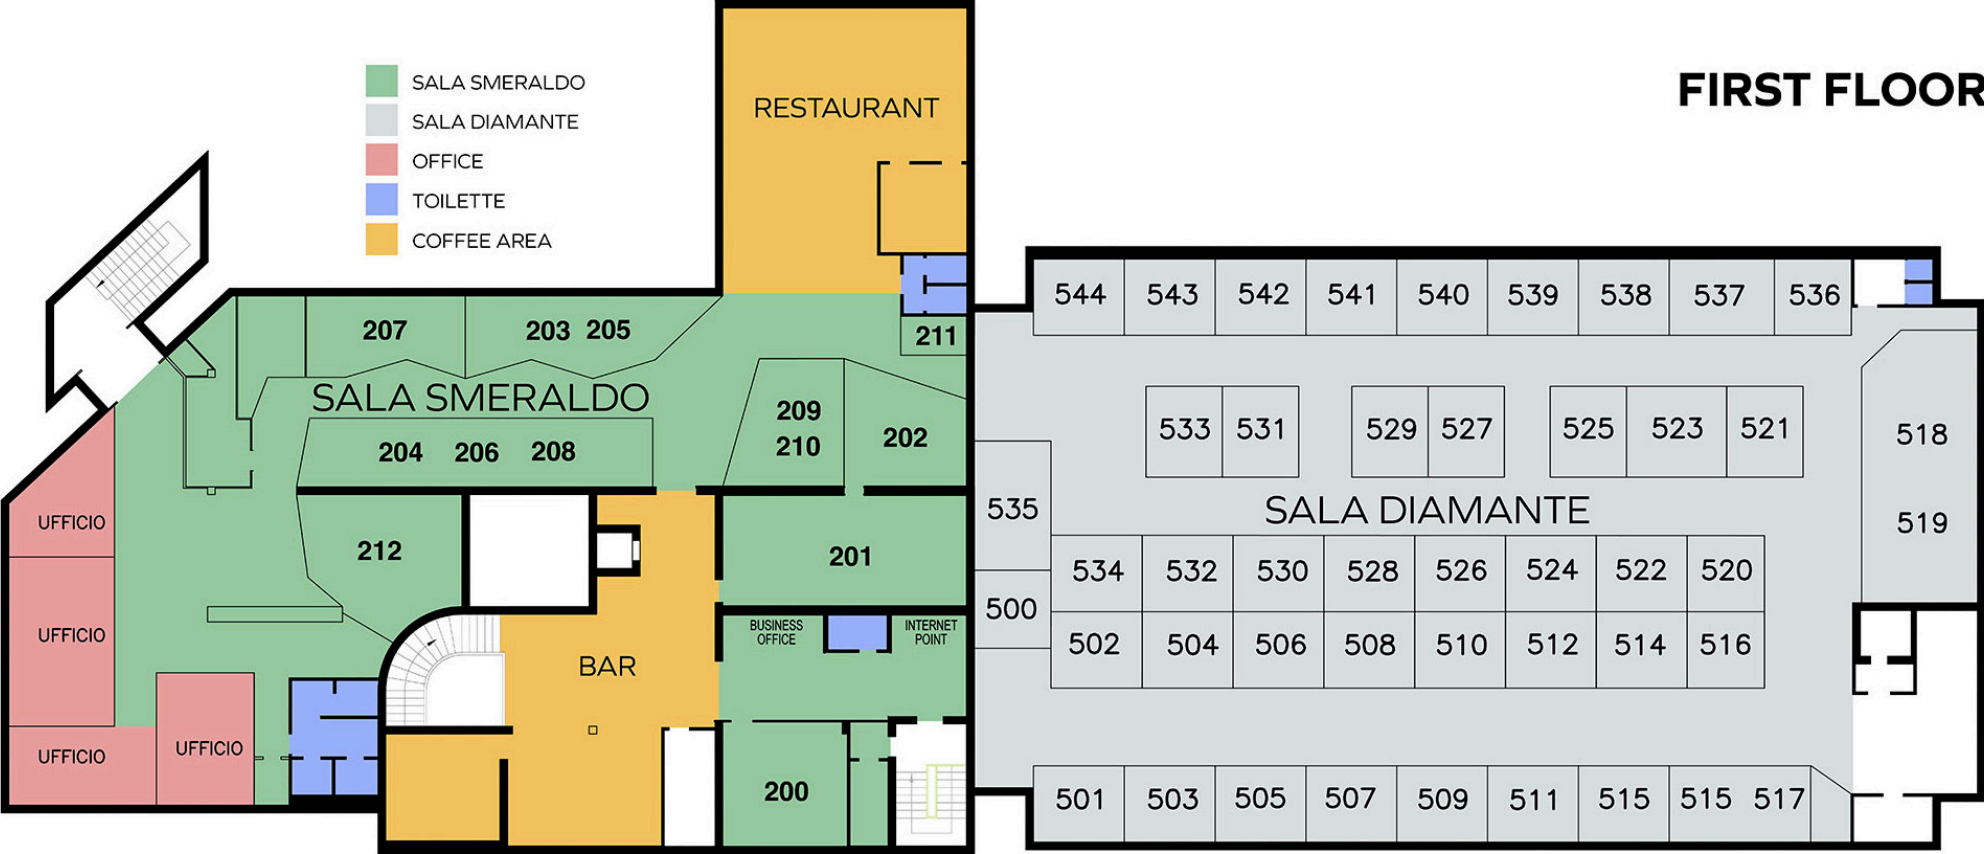 FIRST FLOOR
SALA SMERALDO
SALA DIAMANTE
OFFICE
TOILETTE
COFFEE AREA
RESTAURANT
207
203 205
211
SALA SMERALDO
204 206 208
209
210
202
212
201
UFFICIO
UFFICIO
UFFICIO
UFFICIO
BUSINESS
OFFICE
INTERNET
POINT
BAR
200
544 543 542 541 540 539 538 537 536
533 531 529 527 525 523 521
518
519
SALA DIAMANTE
535
500
534 532 530 528 526 524 522 520
502 504 506 508 510 512 514 516
501 503 505 507 509 511 515 515 517